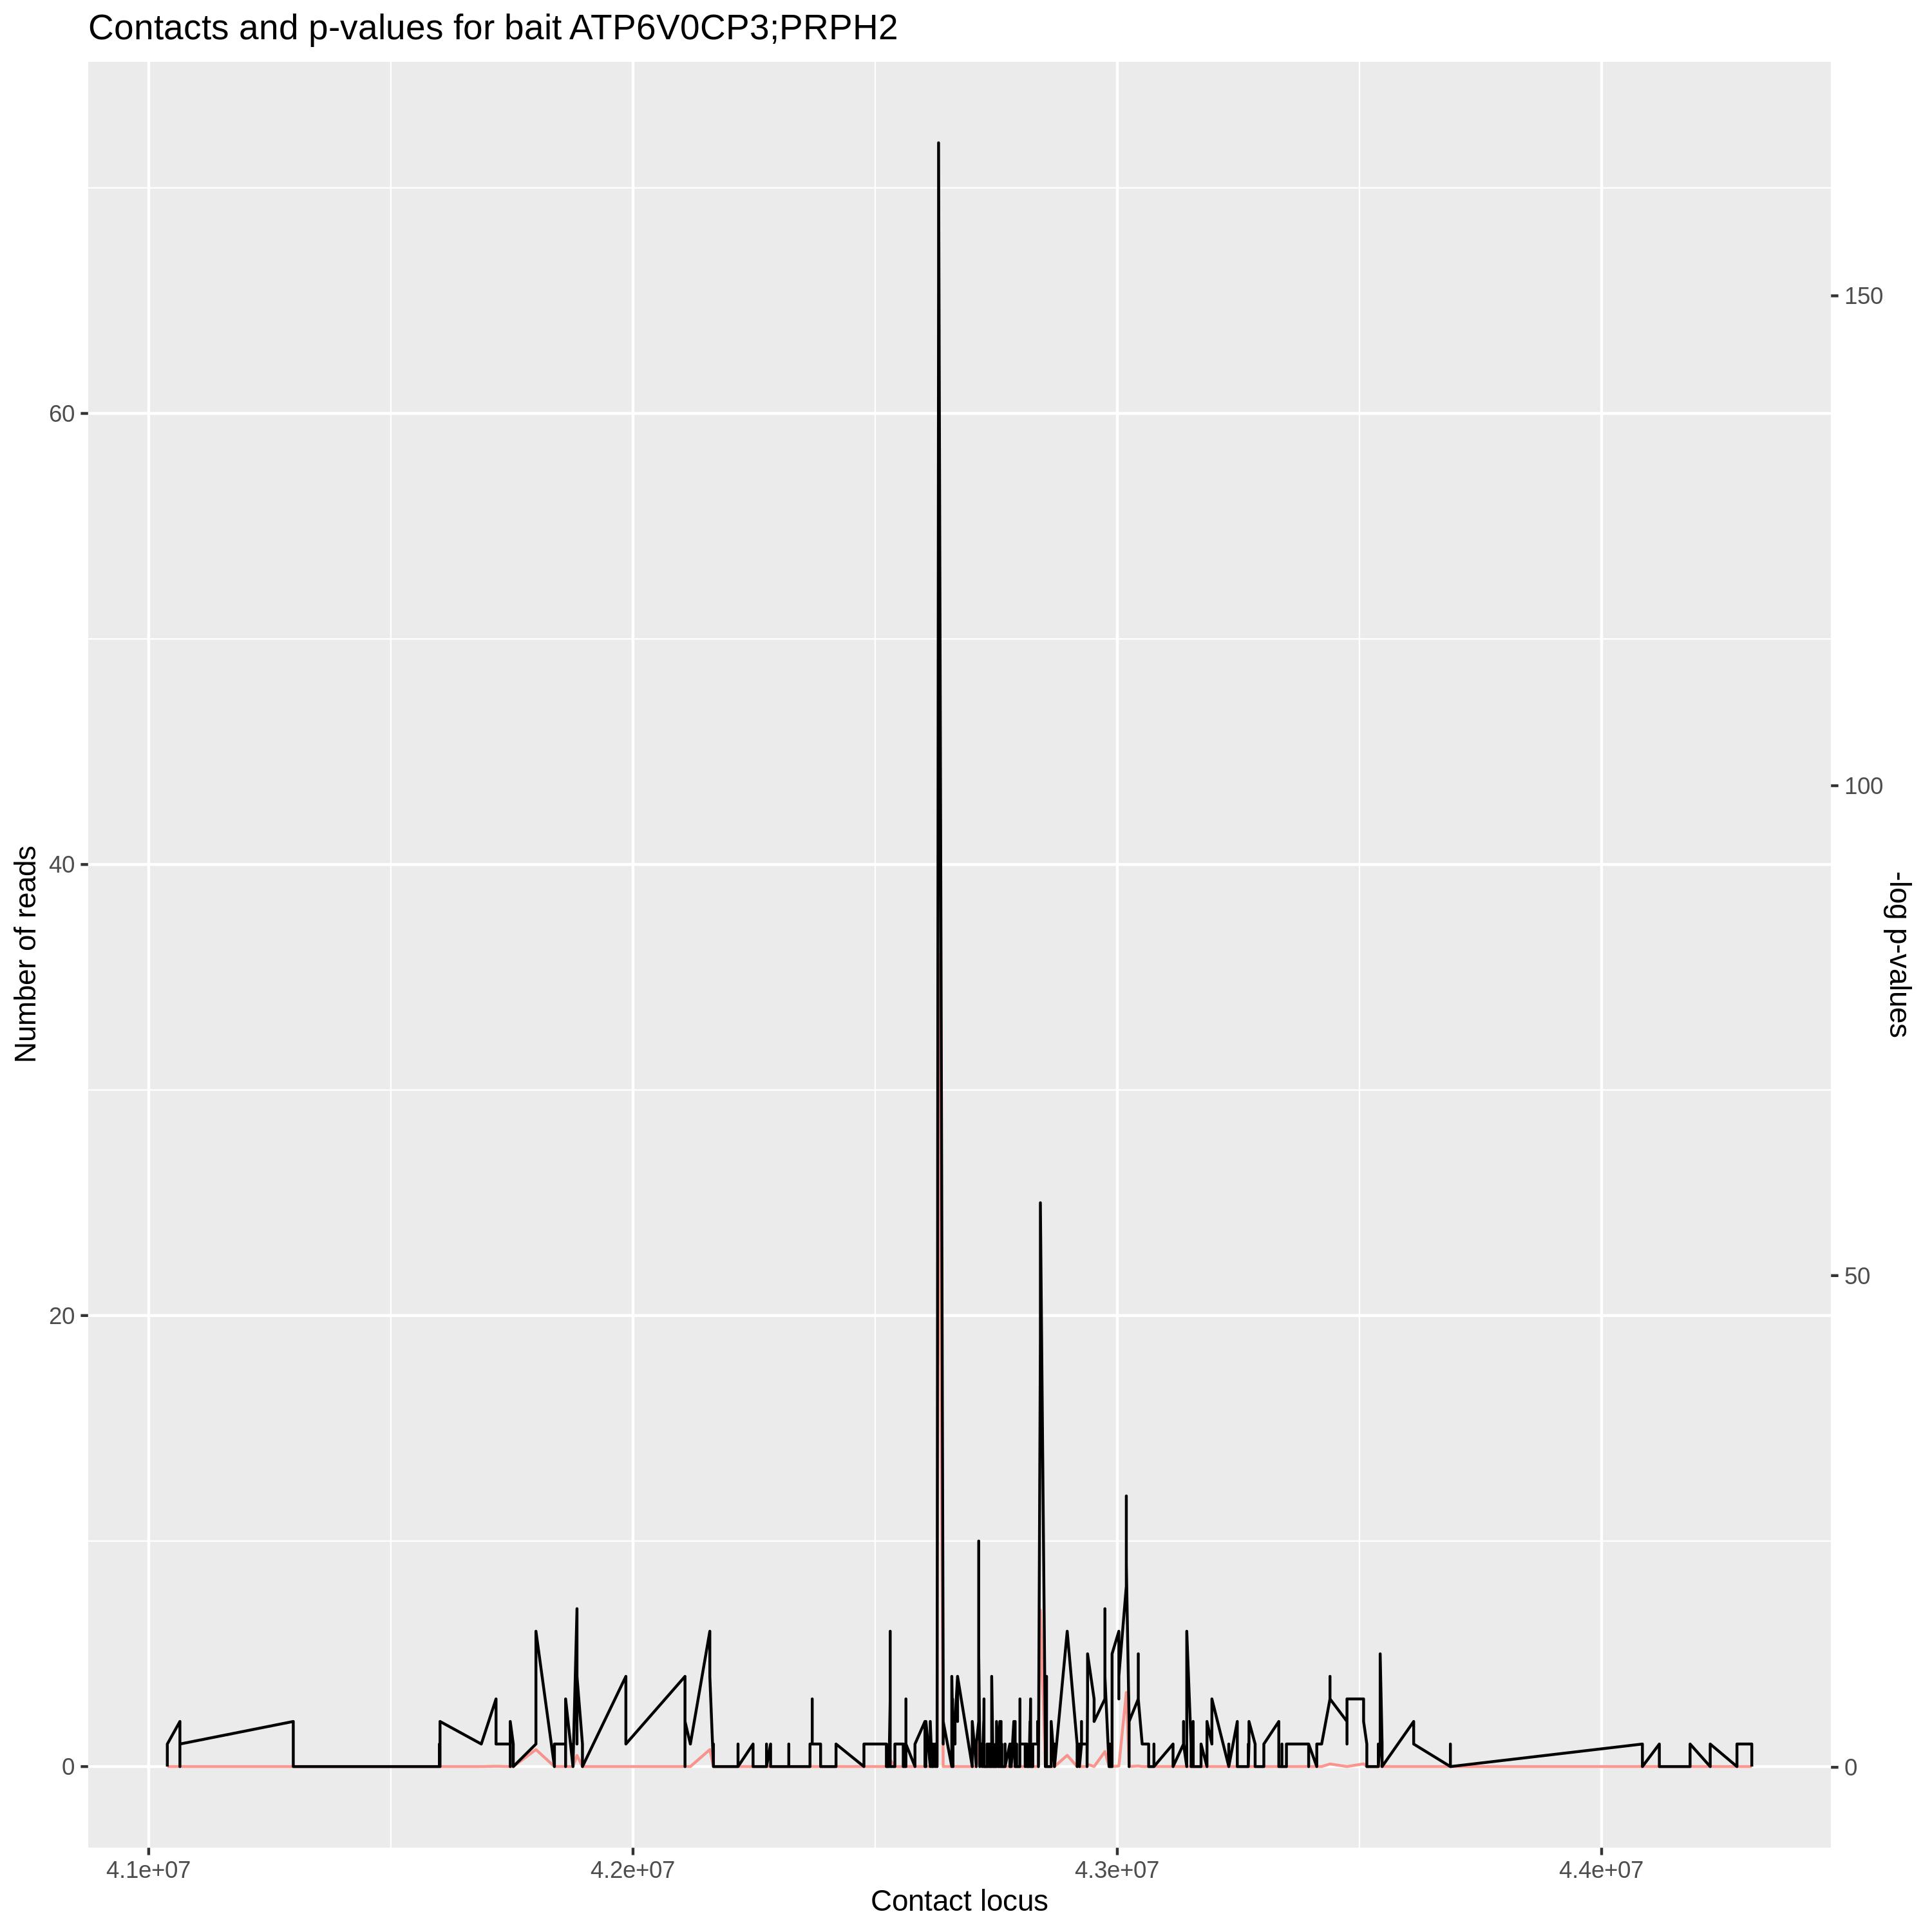 Contacts and p-values for bait ATP6V0CP3;PRPH2
Number of reads
60
40
20
0
150
100
50
0
-log p-values
4.1e+07
4.2e+07
4.3e+07
4.4e+07
Contact locus